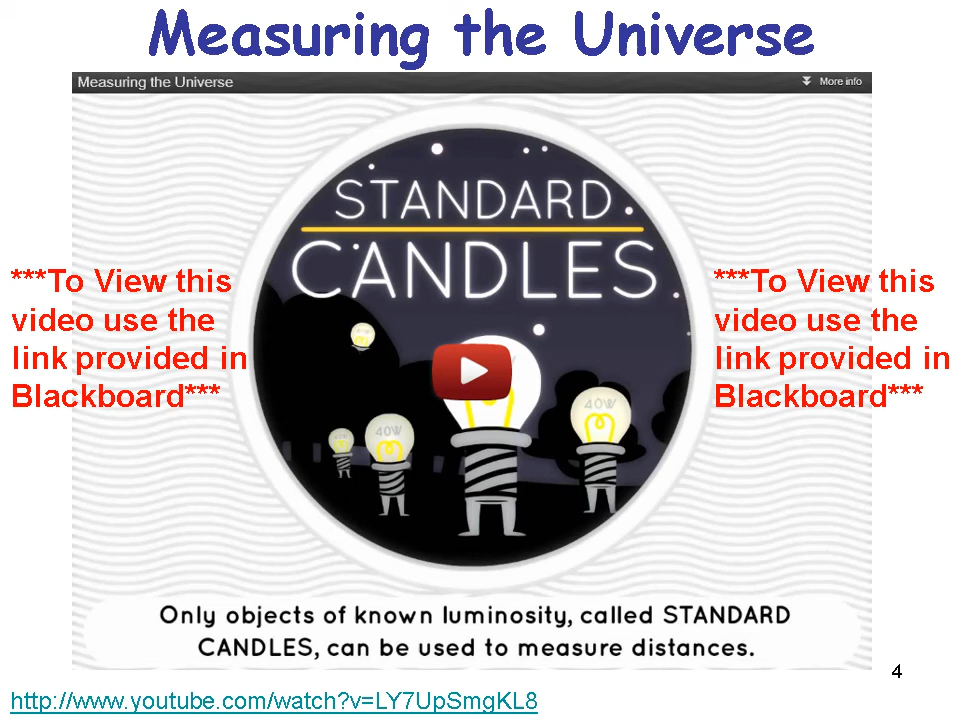 Measuring the Universe
Measuring the Universe
More info
STANDARD
CANDLES
***To View this
video use the
link provided in
Blackboard***
***To View this
video use the
link provided in
Blackboard***
40W
40W
Only objects of known luminosity, called STANDARD
CANDLES, can be used to measure distances.
4
http://www.youtube.com/watch?v=LY7UpSmgKL8